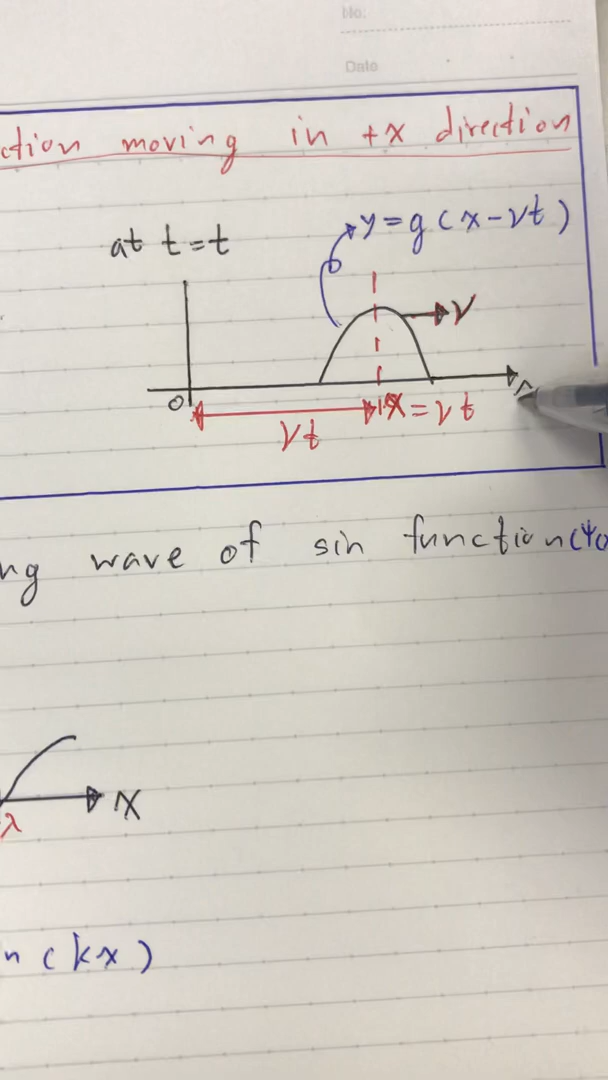 No:
Date
ction moving in +x direction
at t=t
y=g(x-vt)
v
o
vt
x=vt
ng wave of sin function(
x
λ
n(kx)